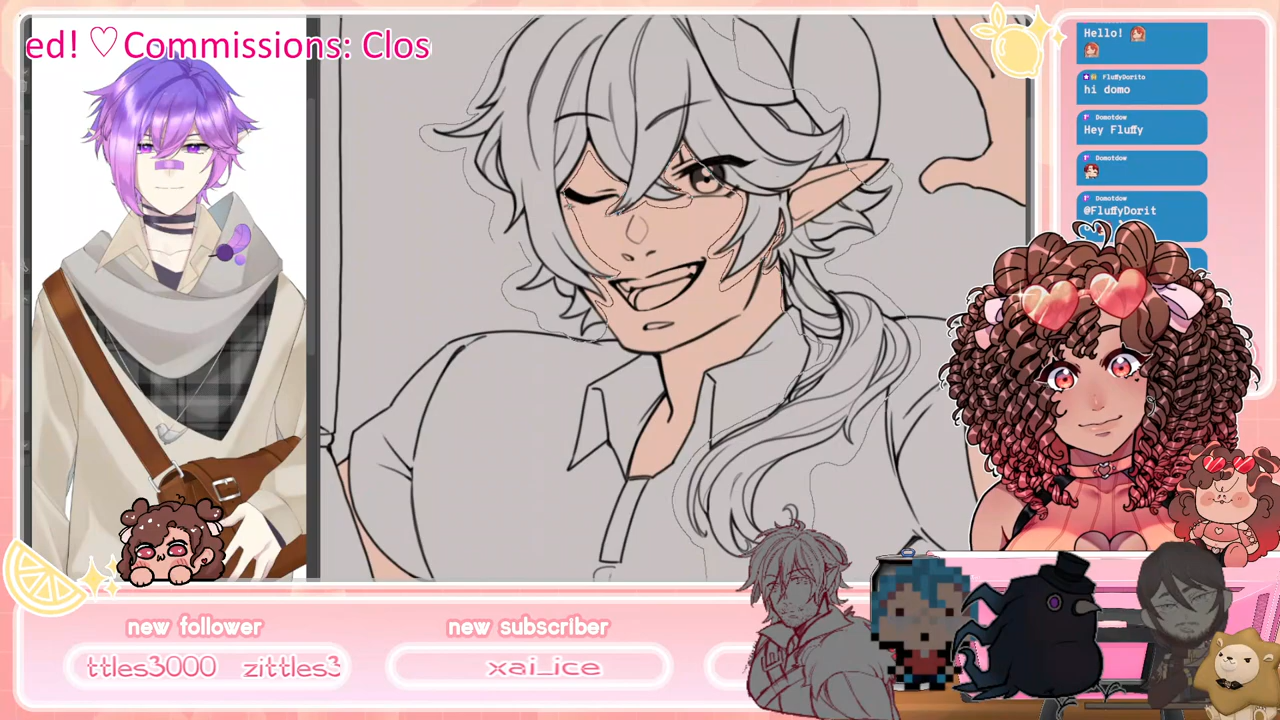 ed! ♡Commissions: Clos
Hello!
FluffyDorito
hi domo
Domotdow
Hey Fluffy
Domotdow
Domotdow
@FluffyDorit
new follower
ttles3000 zittles3
new subscriber
xai_ice